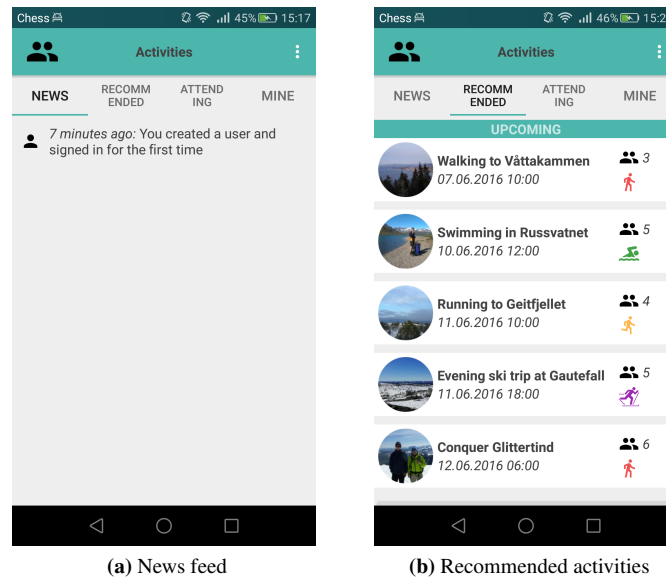 Chess 45% 15:17
Activities
NEWS
RECOMM
ENDED
ATTEND
ING
MINE
7 minutes ago: You created a user and
signed in for the first time
(a) News feed
Chess 46% 15:2
Activities
NEWS
RECOMM
ENDED
ATTEND
ING
MINE
UPCOMING
Walking to Våttakammen 3
07.06.2016 10:00
Swimming in Russvatnet 5
10.06.2016 12:00
Running to Geitfjellet 4
11.06.2016 10:00
Evening ski trip at Gautefall 5
11.06.2016 18:00
Conquer Glittertind 6
12.06.2016 06:00
(b) Recommended activities